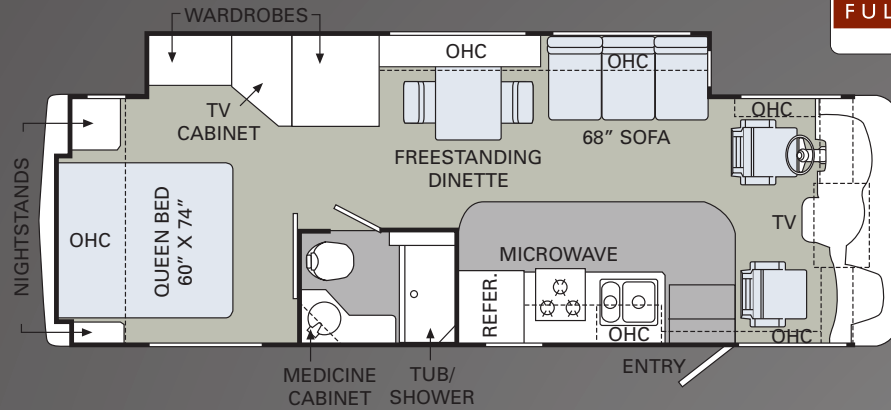 WARDROBES
FUL
OHC
OHC
OHC
TV
CABINET
68” SOFA
FREESTANDING
DINETTE
NIGHTSTANDS
OHC
QUEEN BED
60” X 74”
TV
MICROWAVE
REFER.
OHC
OHC
ENTRY
MEDICINE
CABINET
TUB/
SHOWER